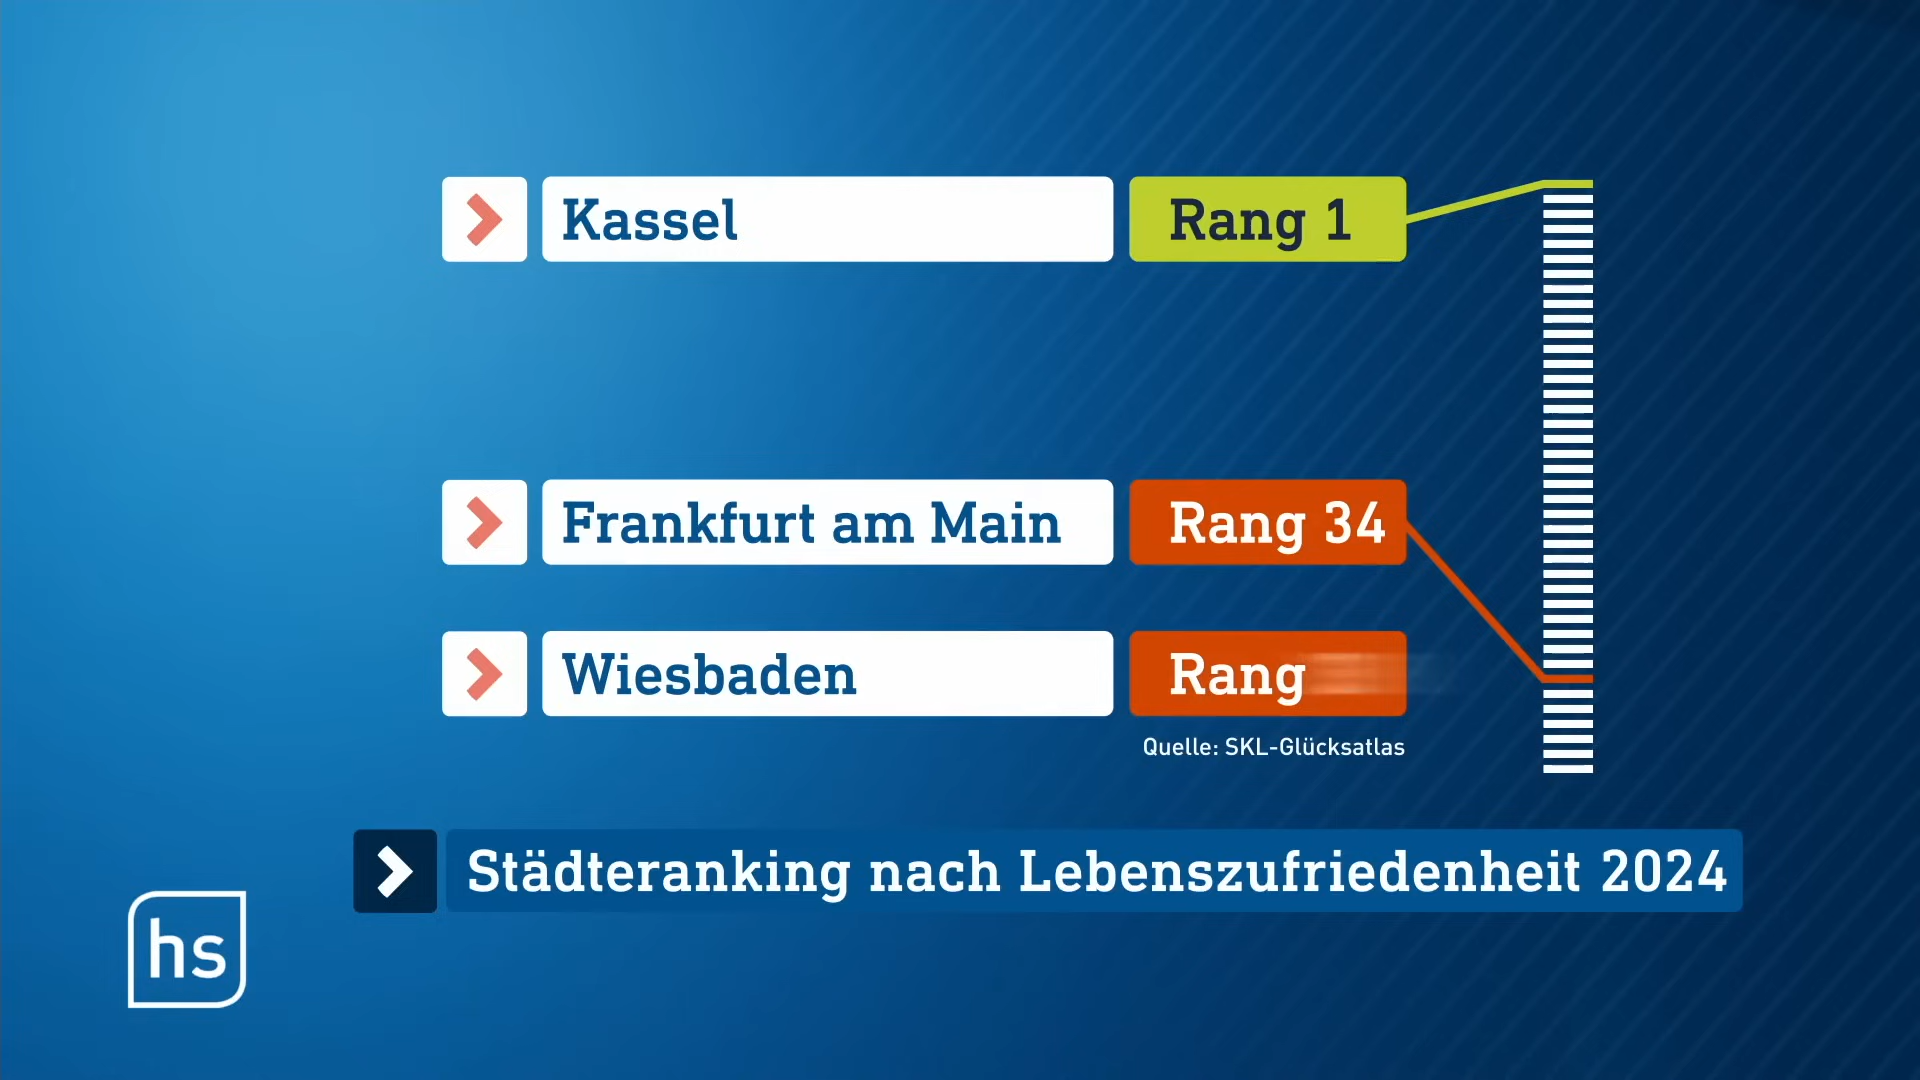 Kassel Rang 1
Frankfurt am Main Rang 34
Wiesbaden Rang
Quelle: SKL-Glücksatlas
Städteranking nach Lebenszufriedenheit 2024
hs